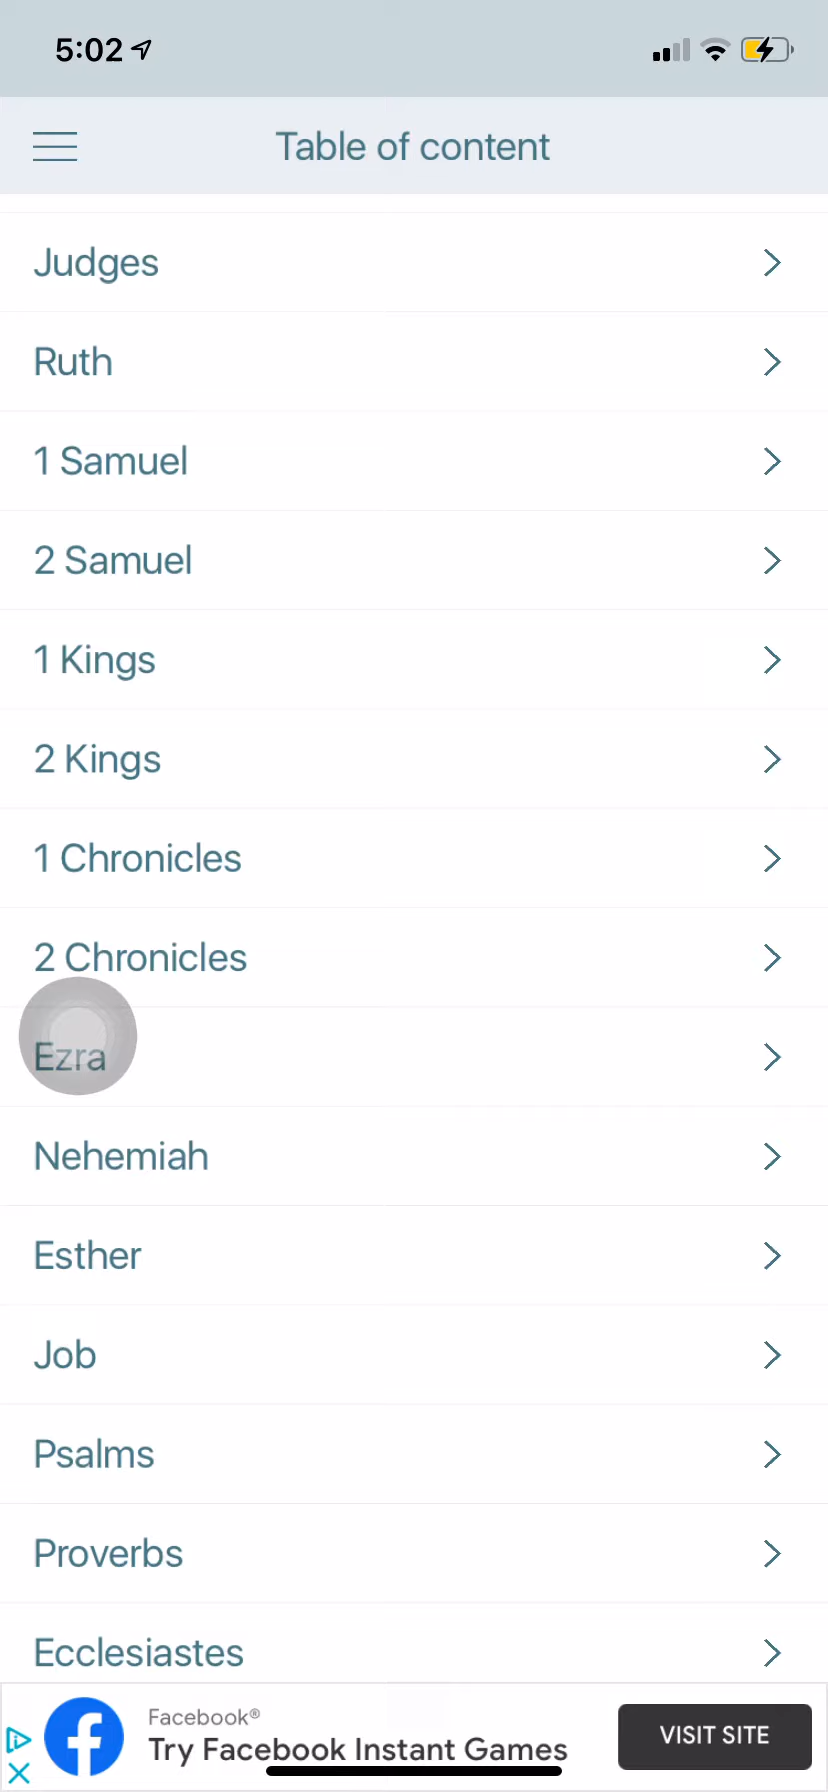 5:02
Table of content
Judges
Ruth
1 Samuel
2 Samuel
1 Kings
2 Kings
1 Chronicles
2 Chronicles
Ezra
Nehemiah
Esther
Job
Psalms
Proverbs
Ecclesiastes
Facebook®
Try Facebook Instant Games
VISIT SITE